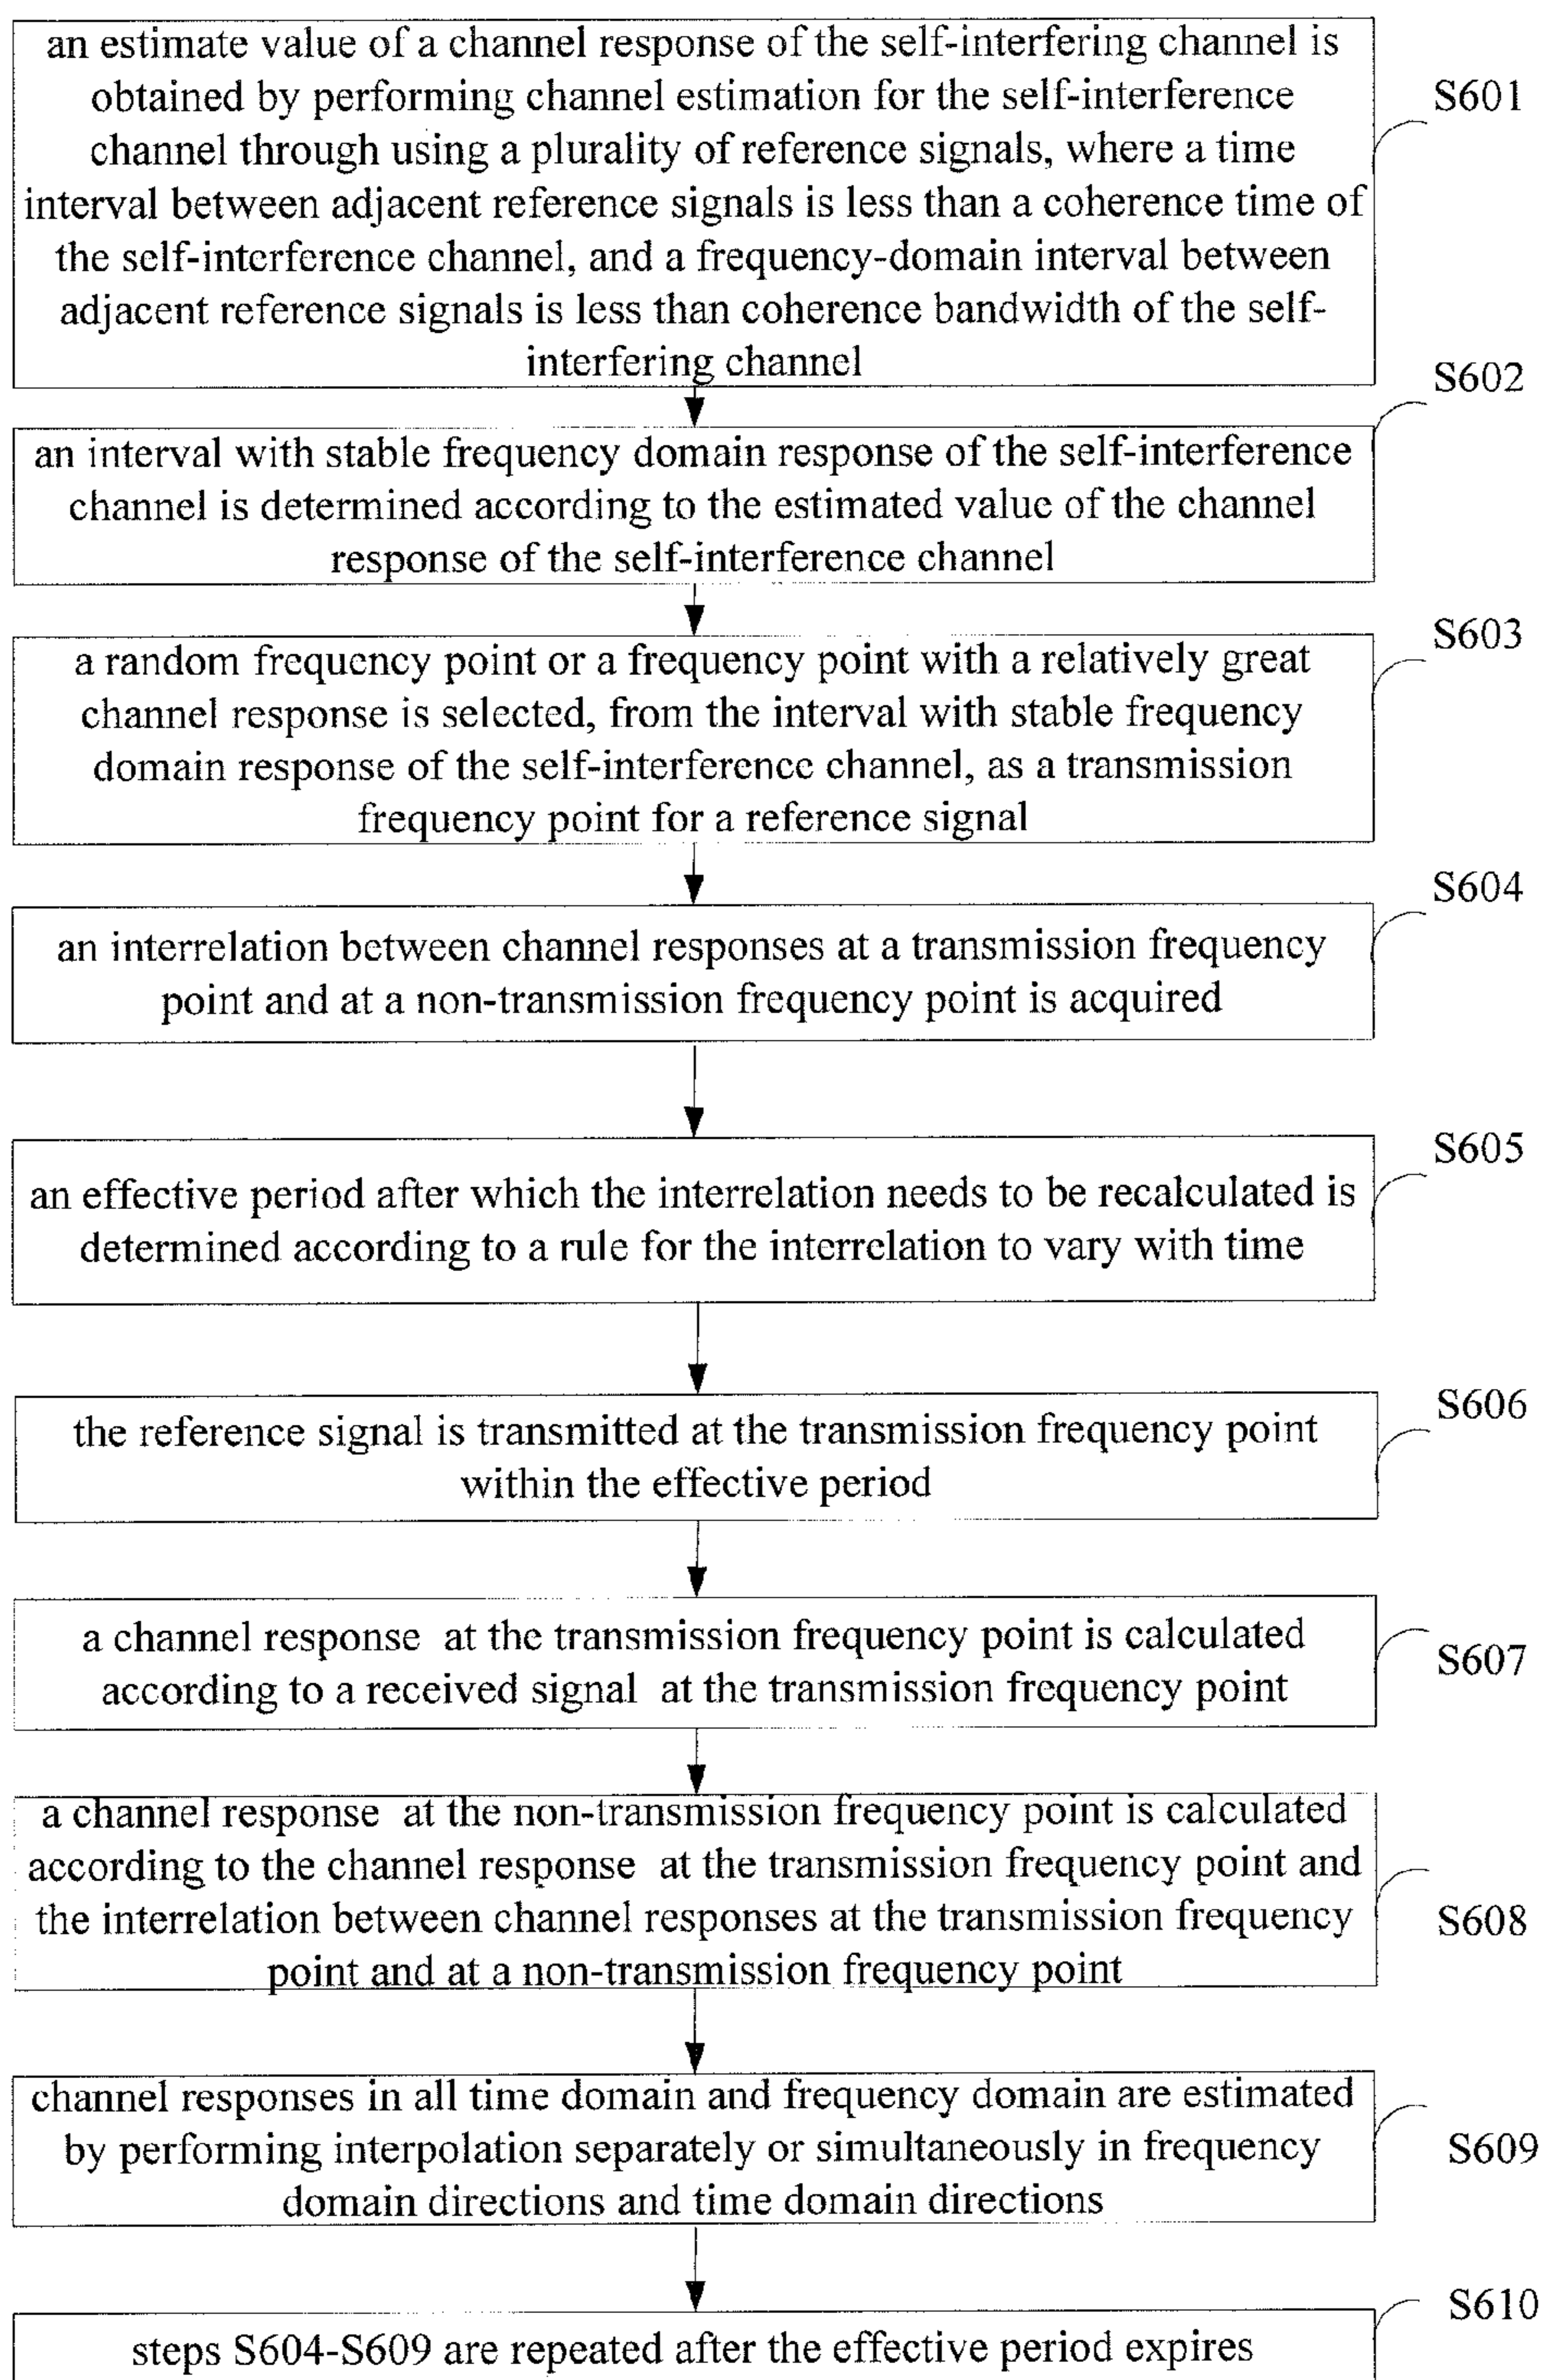 an estimate value of a channel response of the self-interfering channel is
obtained by performing channel estimation for the self-interference
channel through using a plurality of reference signals, where a time
interval between adjacent reference signals is less than a coherence time of
the self-interference channel, and a frequency-domain interval between
adjacent reference signals is less than coherence bandwidth of the self-
interfering channel
S601
an interval with stable frequency domain response of the self-interference
channel is determined according to the estimated value of the channel
response of the self-interference channel
S602
a random frequency point or a frequency point with a relatively great
channel response is selected, from the interval with stable frequency
domain response of the self-interference channel, as a transmission
frequency point for a reference signal
S603
an interrelation between channel responses at a transmission frequency
point and at a non-transmission frequency point is acquired
S604
an effective period after which the interrelation needs to be recalculated is
determined according to a rule for the interrelation to vary with time
S605
the reference signal is transmitted at the transmission frequency point
within the effective period
S606
a channel response at the transmission frequency point is calculated
according to a received signal at the transmission frequency point
S607
a channel response at the non-transmission frequency point is calculated
according to the channel response at the transmission frequency point and
the interrelation between channel responses at the transmission frequency
point and at a non-transmission frequency point
S608
channel responses in all time domain and frequency domain are estimated
by performing interpolation separately or simultaneously in frequency
domain directions and time domain directions
S609
steps S604-S609 are repeated after the effective period expires
S610